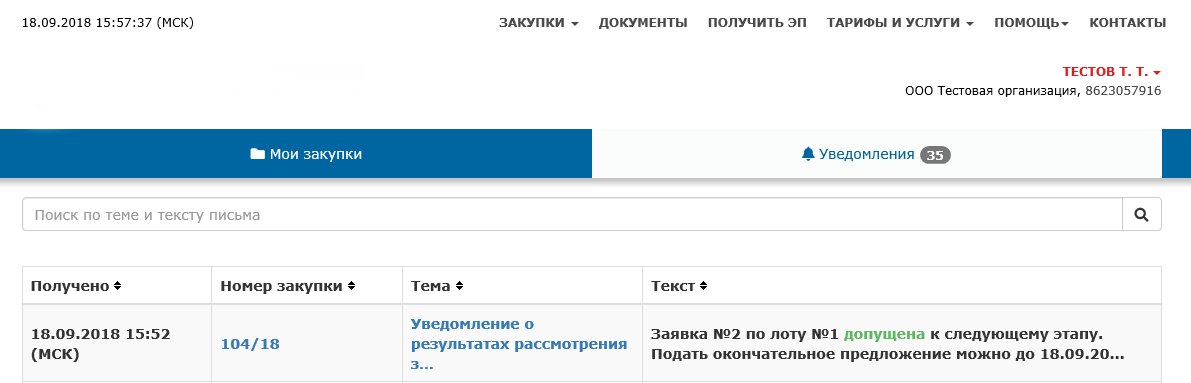 18.09.2018 15:57:37 (МСК) ЗАКУПКИ ДОКУМЕНТЫ ПОЛУЧИТЬ ЭП ТАРИФЫ И УСЛУГИ ПОМОЩЬ КОНТАКТЫ
ТЕСТОВ Т. Т.
ООО Тестовая организация, 8623057916
Мои закупки Уведомления 35
Поиск по теме и тексту письма
Получено Номер закупки Тема Текст
18.09.2018 15:52
(МСК)
104/18
Уведомление о
результатах рассмотрения
з...
Заявка №2 по лоту №1 допущена к следующему этапу.
Подать окончательное предложение можно до 18.09.20...